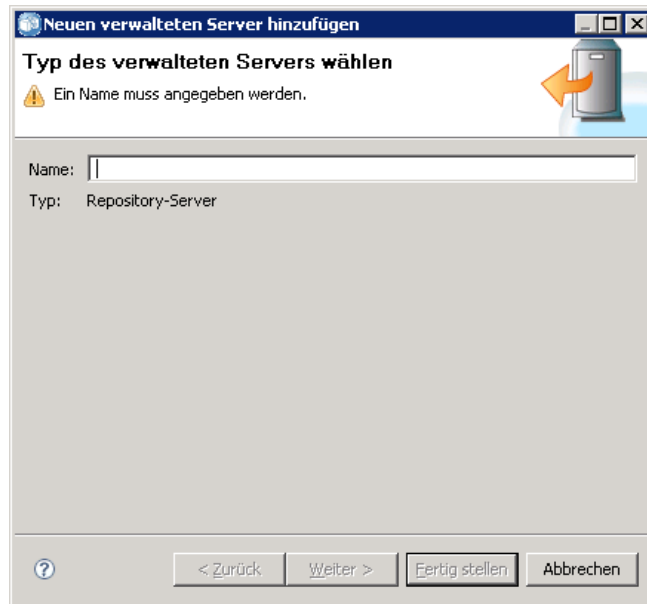 Neuen verwalteten Server hinzufügen
Typ des verwalteten Servers wählen
Ein Name muss angegeben werden.
Name:
Typ: Repository-Server
< Zurück Weiter > Fertig stellen Abbrechen